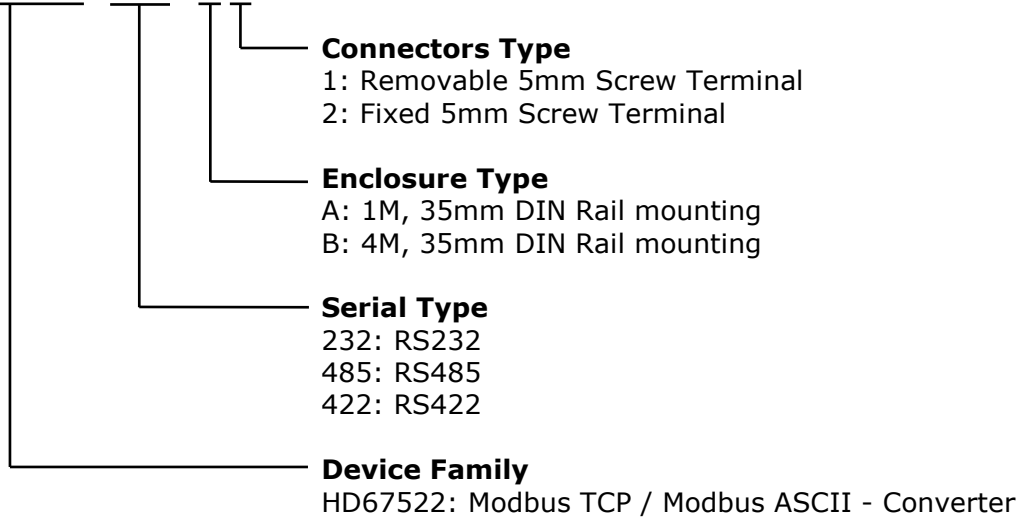 Connectors Type
1: Removable 5mm Screw Terminal
2: Fixed 5mm Screw Terminal
Enclosure Type
A: 1M, 35mm DIN Rail mounting
B: 4M, 35mm DIN Rail mounting
Serial Type
232: RS232
485: RS485
422: RS422
Device Family
HD67522: Modbus TCP / Modbus ASCII - Converter